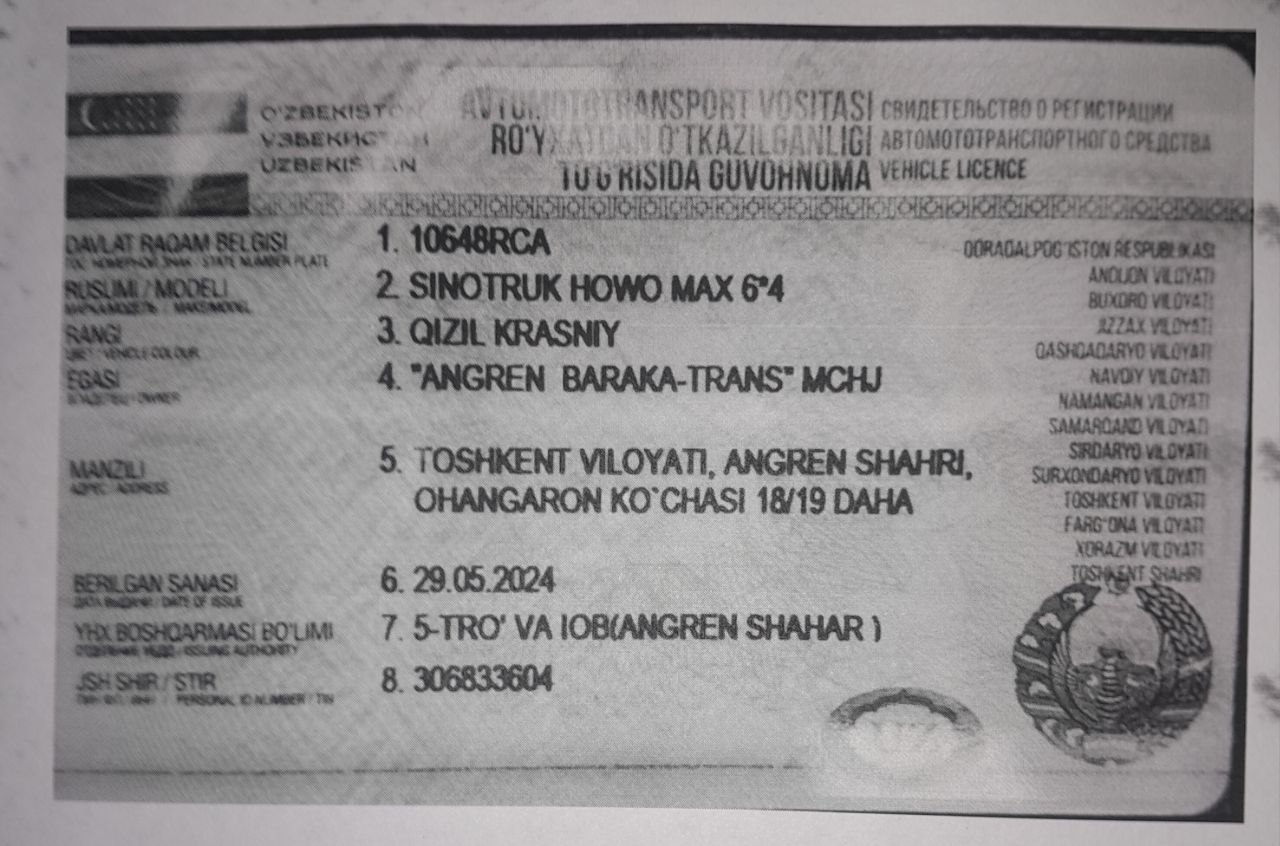 O'ZBEKISTON
ЎЗБЕКИСТАН
UZBEKISTAN
AVTOMOTOTRANSPORT VOSITASI
RO'YXATDAN O'TKAZILGANLIGI
TO'G'RISIDA GUVOHNOMA
СВИДЕТЕЛЬСТВО О РЕГИСТРАЦИИ
АВТОМОТОТРАНСПОРТНОГО СРЕДСТВА
VEHICLE LICENCE
DAVLAT RAQAM BELGISI
ГОС. НОМЕРНОЙ ЗНАК / STATE NUMBER PLATE
1. 10648RCA
RUSUMI / MODELI
МАРКА/МОДЕЛЬ / MAKE/MODEL
2. SINOTRUK HOWO MAX 6*4
RANGI
ЦВЕТ / VEHICLE COLOUR
3. QIZIL KRASNIY
EGASI
ВЛАДЕЛЕЦ / OWNER
4. "ANGREN BARAKA-TRANS" MCHJ
MANZILI
АДРЕС / ADDRESS
5. TOSHKENT VILOYATI, ANGREN SHAHRI,
OHANGARON KO`CHASI 18/19 DAHA
BERILGAN SANASI
ДАТА ВЫДАЧИ / DATE OF ISSUE
6. 29.05.2024
YHX BOSHQARMASI BO'LIMI
ОТДЕЛЕНИЕ / ISSUING AUTHORITY
7. 5-TRO' VA IOB(ANGREN SHAHAR )
JSH SHIR / STIR
PERSONAL ID NUMBER / TIN
8. 306833604
QORAQALPOG'ISTON RESPUBLIKASI
ANDIJON VILOYATI
BUXORO VILOYATI
JIZZAX VILOYATI
QASHQADARYO VILOYATI
NAVOIY VILOYATI
NAMANGAN VILOYATI
SAMARQAND VILOYATI
SIRDARYO VILOYATI
SURXONDARYO VILOYATI
TOSHKENT VILOYATI
FARG'ONA VILOYATI
XORAZM VILOYATI
TOSHKENT SHAHRI